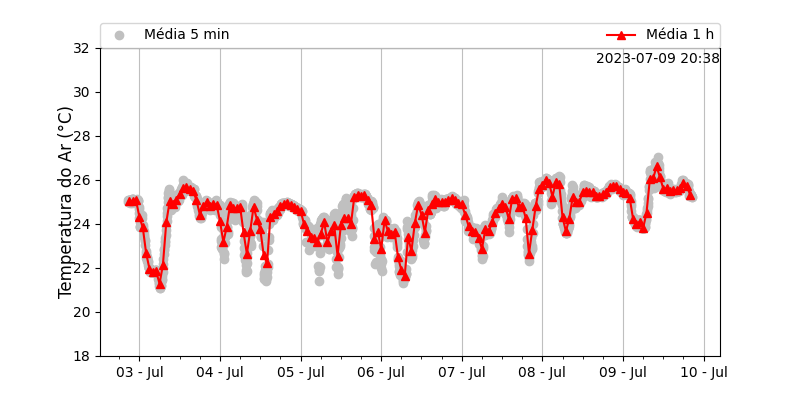 Média 5 min
Média 1 h
2023-07-09 20:38
Temperatura do Ar (°C)
32
30
28
26
24
22
20
18
03 - Jul
04 - Jul
05 - Jul
06 - Jul
07 - Jul
08 - Jul
09 - Jul
10 - Jul